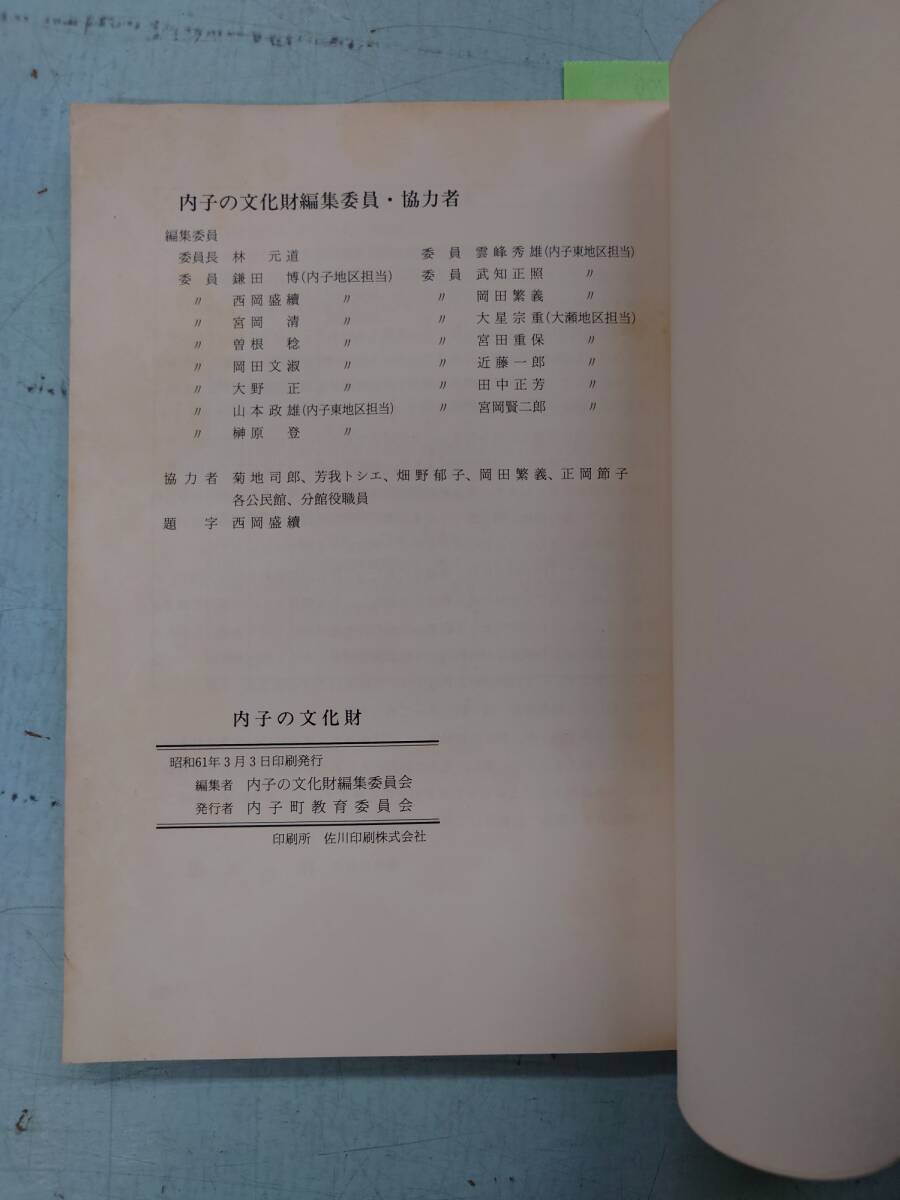 内子の文化財編集委員・協力者
編集委員
委員長 林 元道
委員 鎌田 博(内子地区担当)
〃 西岡盛續 〃
〃 宮岡 清 〃
〃 曽根 稔 〃
〃 岡田文淑 〃
〃 大野 正 〃
〃 山本政雄(内子東地区担当)
〃 榊原 登 〃
委員 雲峰秀雄(内子東地区担当)
委員 武知正照 〃
〃 岡田繁義 〃
〃 大星宗重(大瀬地区担当)
〃 宮田重保 〃
〃 近藤一郎 〃
〃 田中正芳 〃
〃 宮岡賢二郎 〃
協力者 菊地司郎、芳我トシエ、畑野郁子、岡田繁義、正岡節子
各公民館、分館役職員
題字 西岡盛續
内子の文化財
昭和61年3月3日印刷発行
編集者 内子の文化財編集委員会
発行者 内子町教育委員会
印刷所 佐川印刷株式会社